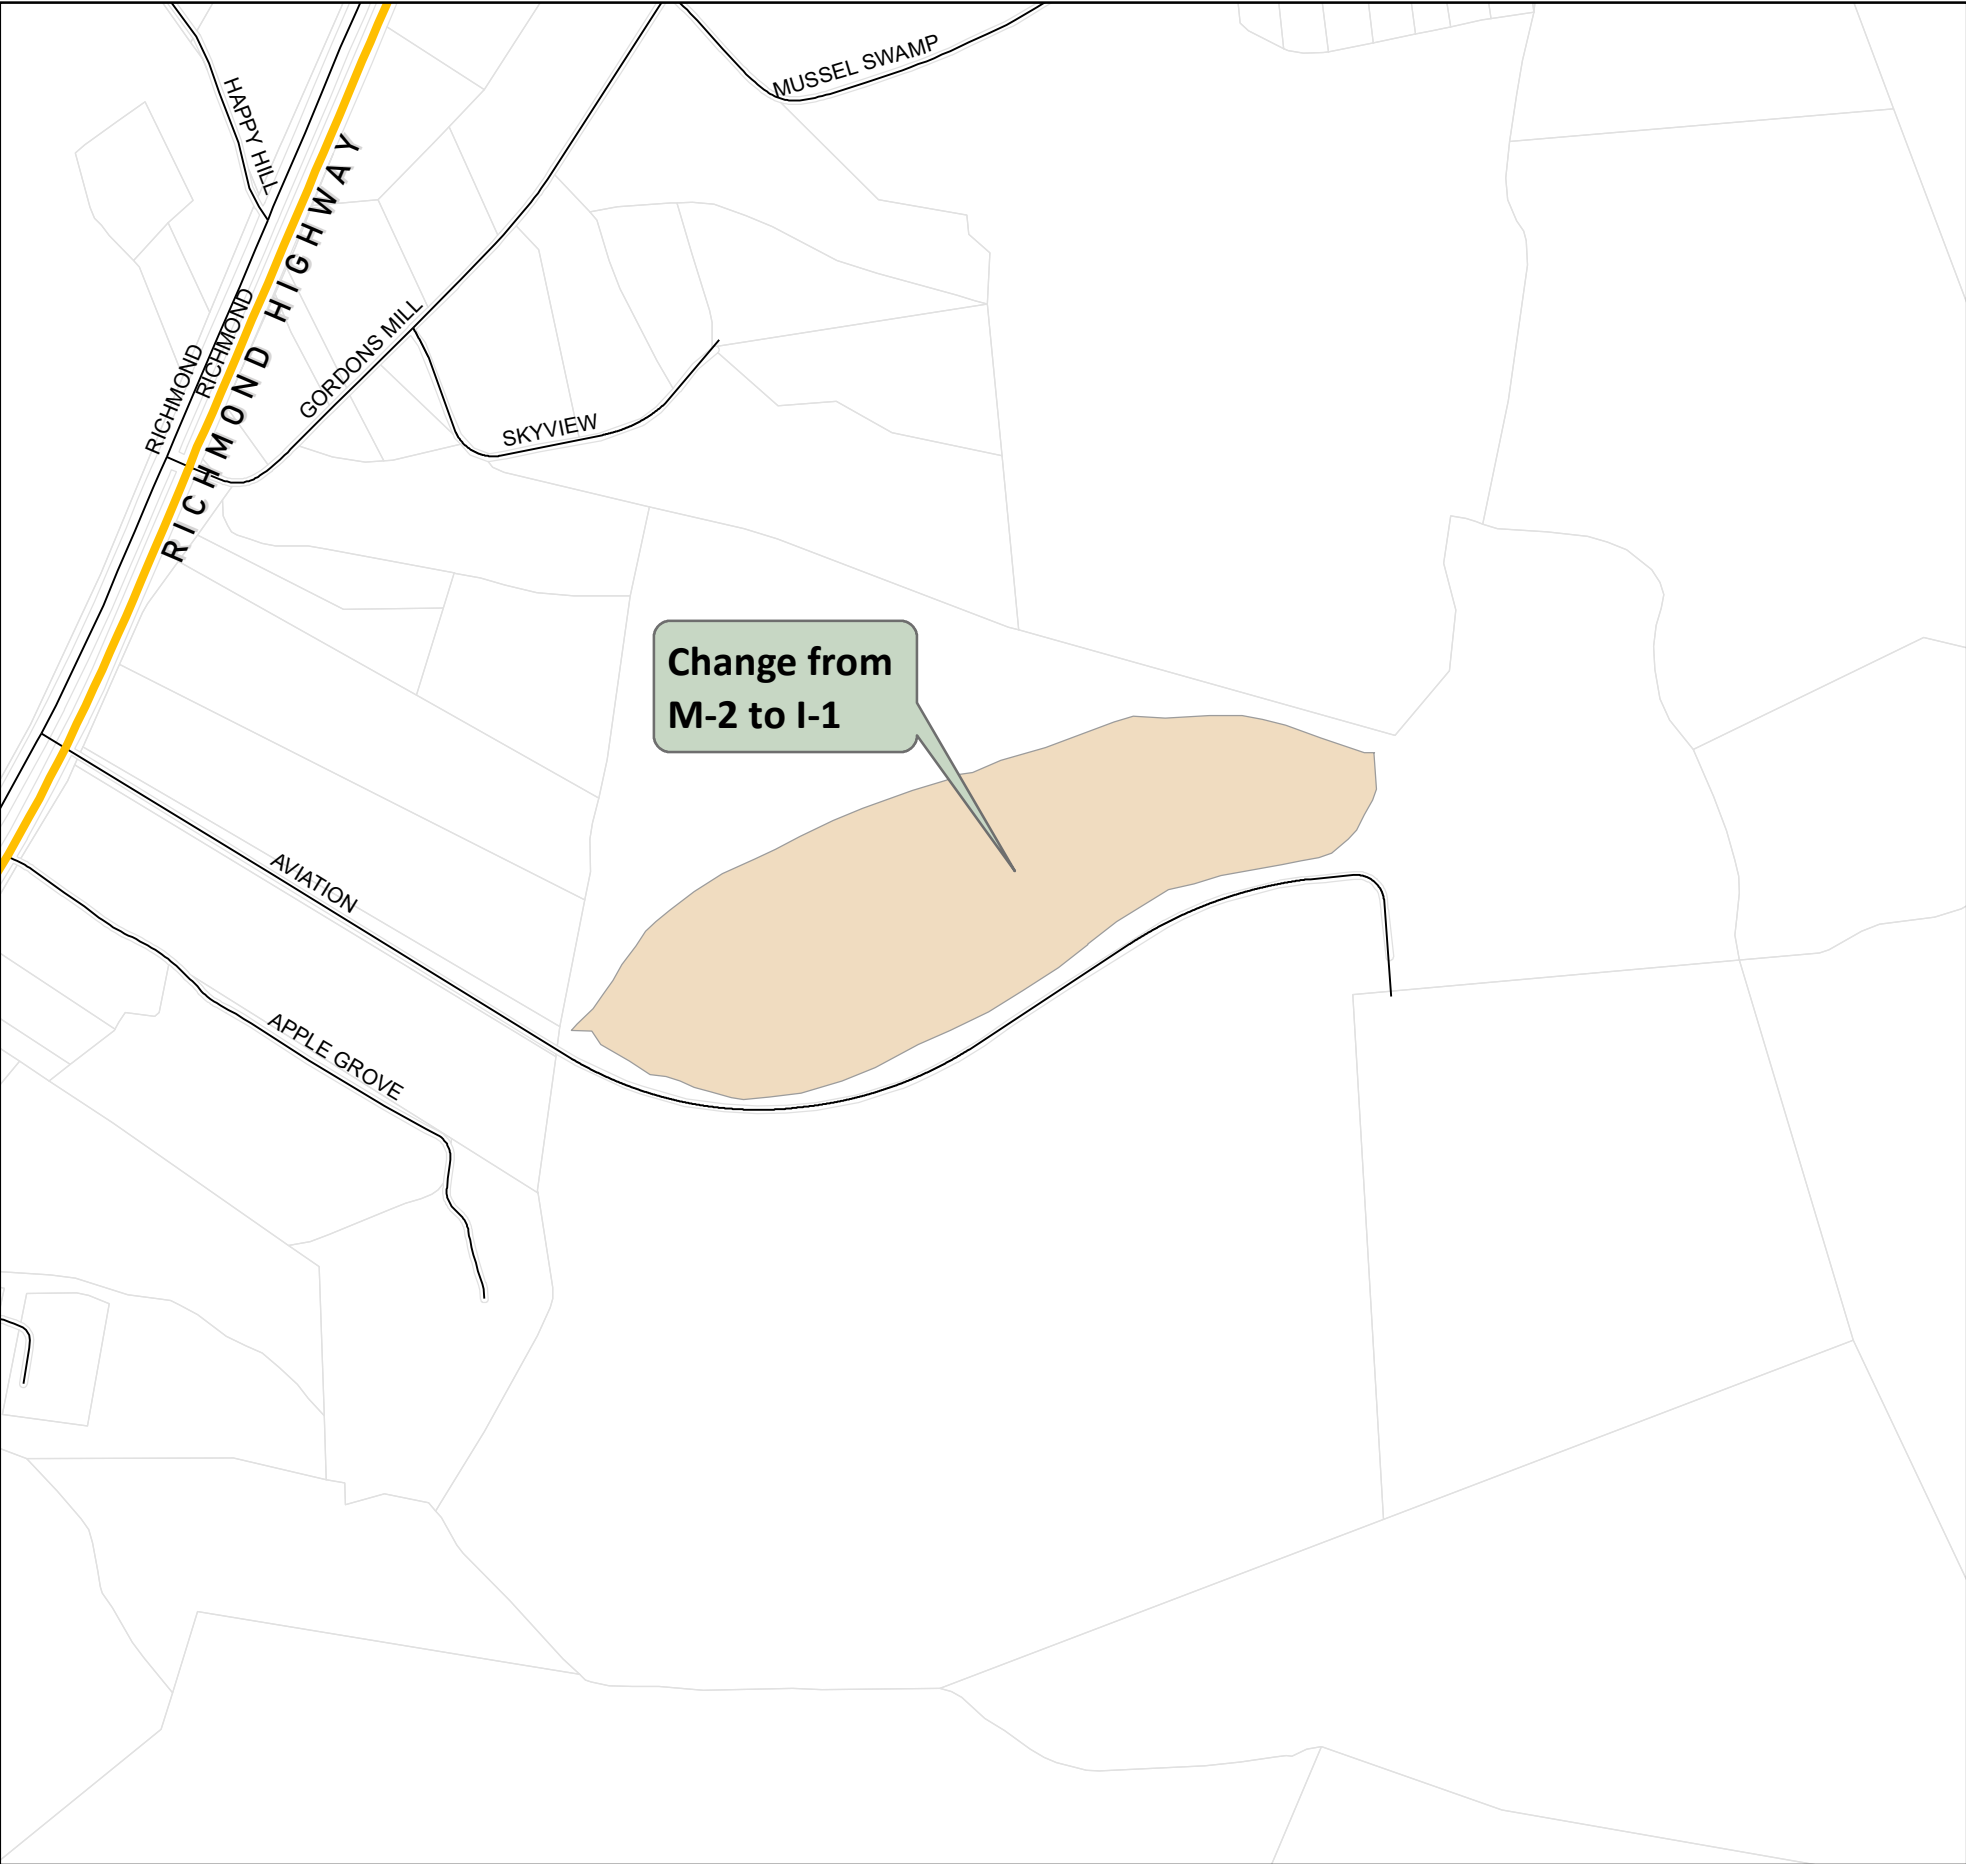 MUSSEL SWAMP
HAPPY HILL
RICHMOND HIGHWAY
RICHMOND
RICHMOND
GORDONS MILL
SKYVIEW
Change from
M-2 to I-1
AVIATION
APPLE GROVE